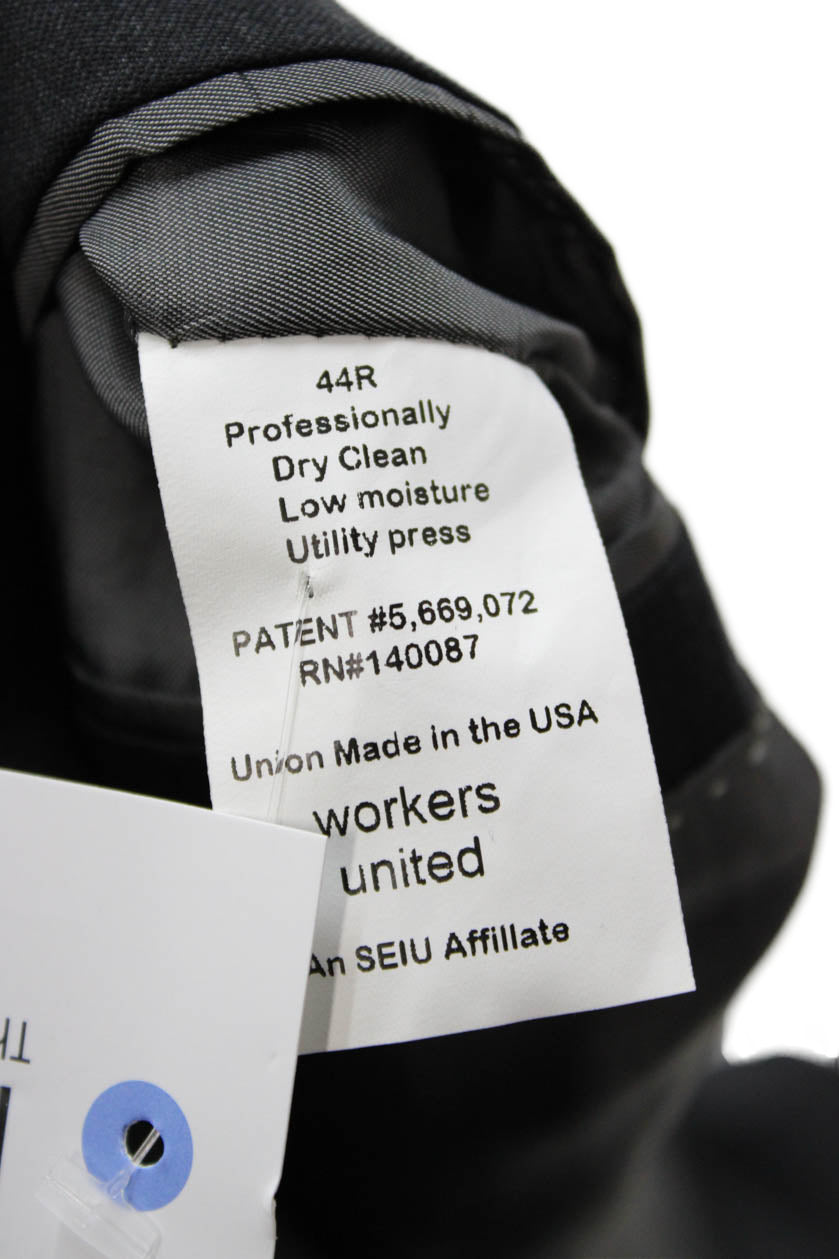 44R
Professionally
Dry Clean
Low moisture
Utility press
PATENT #5,669,072
RN#140087
Union Made in the USA
workers
united
An SEIU Affillate